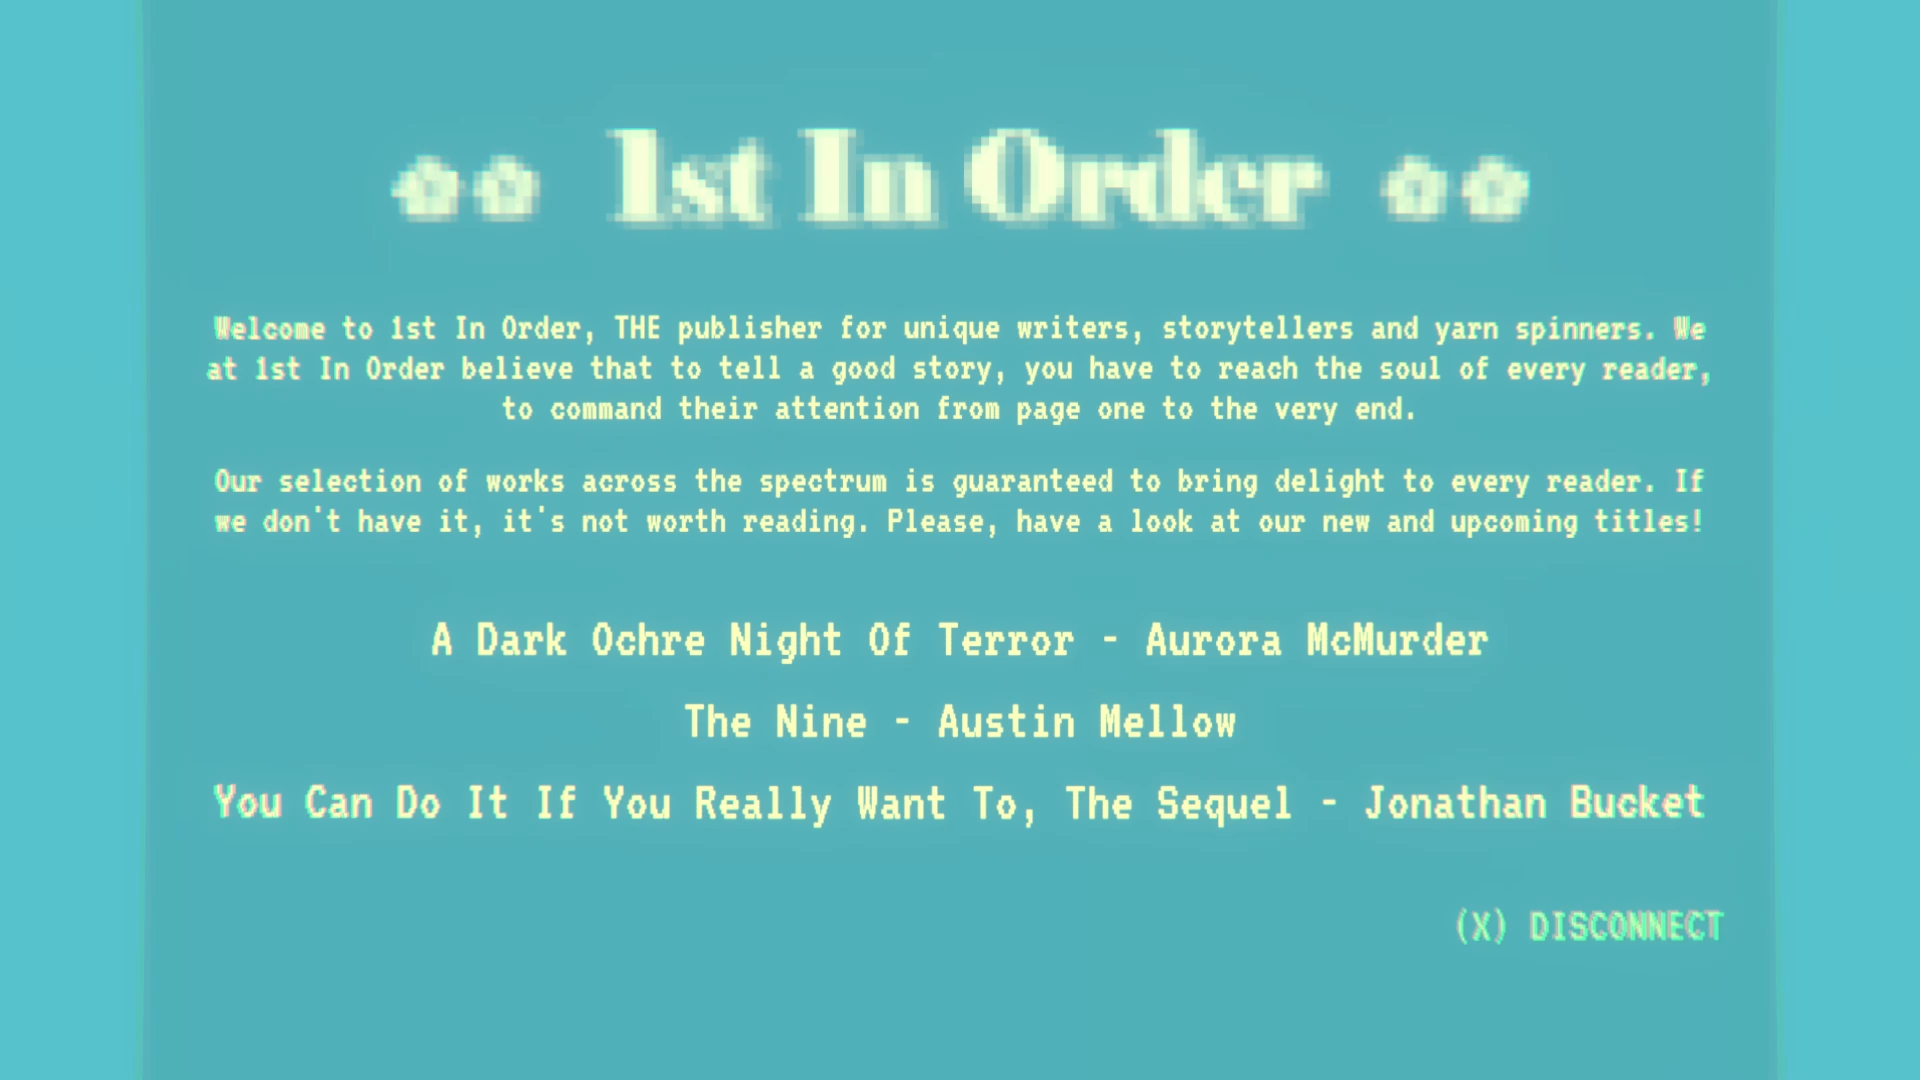 1st In Order
Welcome to 1st In Order, THE publisher for unique writers, storytellers and yarn spinners. We
at 1st In Order believe that to tell a good story, you have to reach the soul of every reader,
to command their attention from page one to the very end.
Our selection of works across the spectrum is guaranteed to bring delight to every reader. If
we don't have it, it's not worth reading. Please, have a look at our new and upcoming titles!
A Dark Ochre Night Of Terror - Aurora McMurder
The Nine - Austin Mellow
You Can Do It If You Really Want To, The Sequel - Jonathan Bucket
(X) DISCONNECT